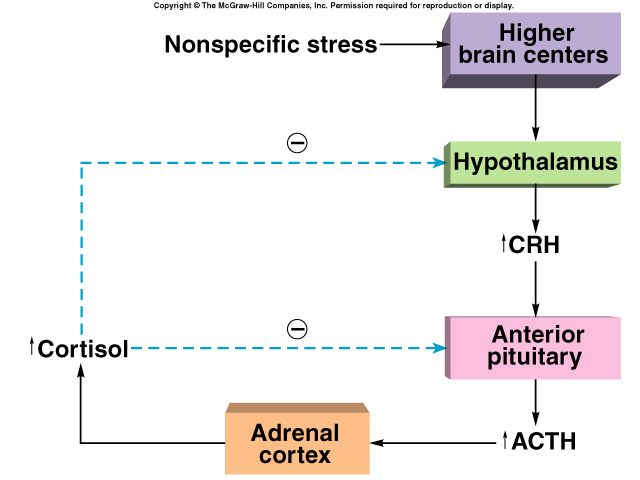 Copyright © The McGraw-Hill Companies, Inc. Permission required for reproduction or display.
Nonspecific stress
Higher
brain centers
⊖
Hypothalamus
↑CRH
⊖
↑Cortisol
Anterior
pituitary
Adrenal
cortex
↑ACTH